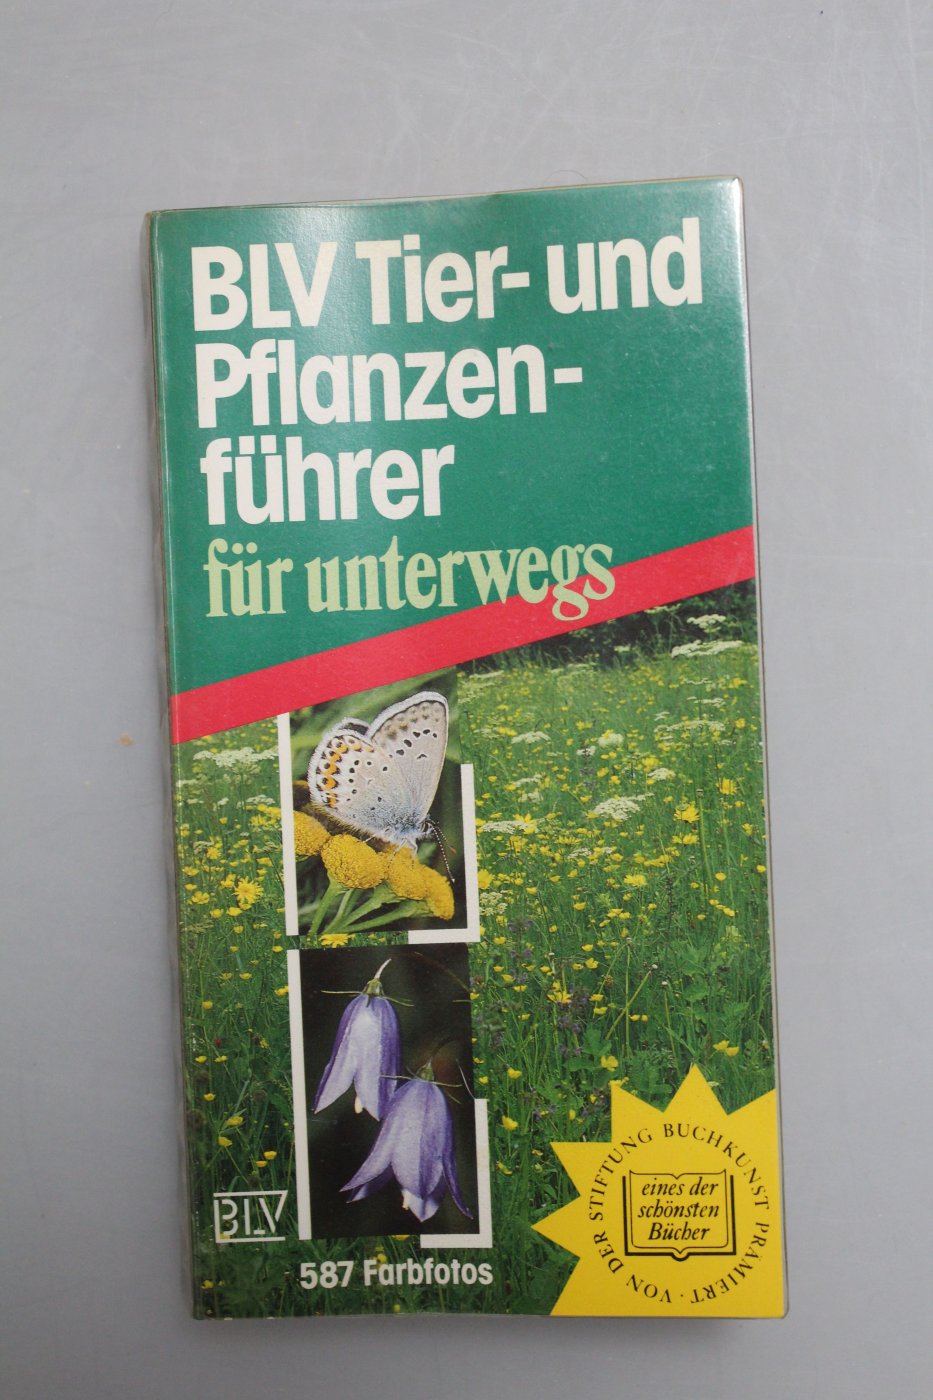 BLV Tier- und
Pflanzen-
führer
für unterwegs
BLV
587 Farbfotos
VON DER STIFTUNG BUCHKUNST PRÄMIERT ·
eines der
schönsten
Bücher